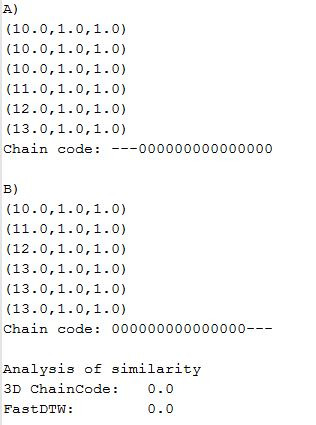 A)
(10.0,1.0,1.0)
(10.0,1.0,1.0)
(10.0,1.0,1.0)
(11.0,1.0,1.0)
(12.0,1.0,1.0)
(13.0,1.0,1.0)
Chain code: ---000000000000000
B)
(10.0,1.0,1.0)
(11.0,1.0,1.0)
(12.0,1.0,1.0)
(13.0,1.0,1.0)
(13.0,1.0,1.0)
(13.0,1.0,1.0)
Chain code: 000000000000000---
Analysis of similarity
3D ChainCode: 0.0
FastDTW: 0.0